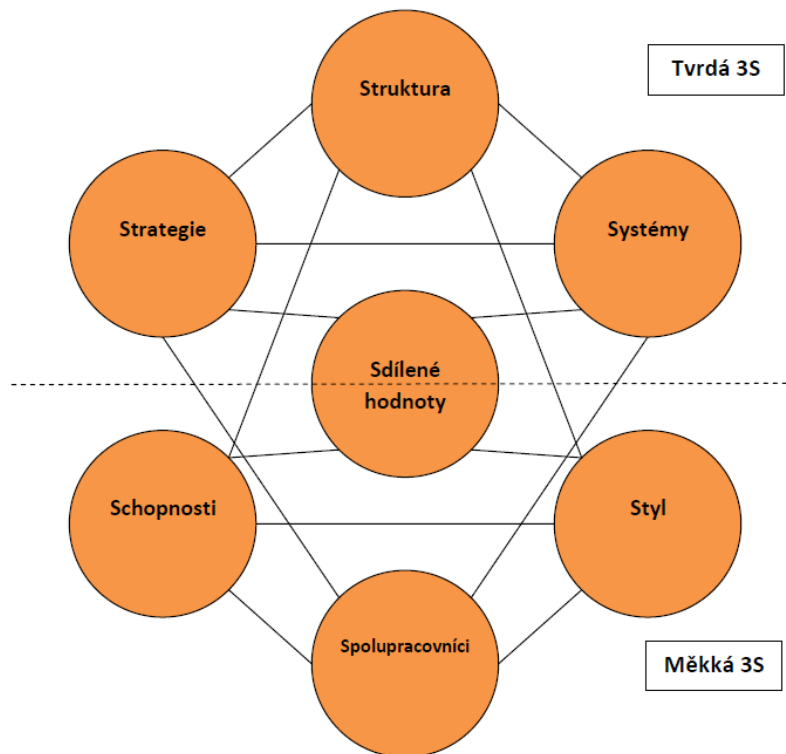 Struktura
Tvrdá 3S
Strategie
Systémy
Sdílené
hodnoty
Schopnosti
Styl
Spolupracovníci
Měkká 3S